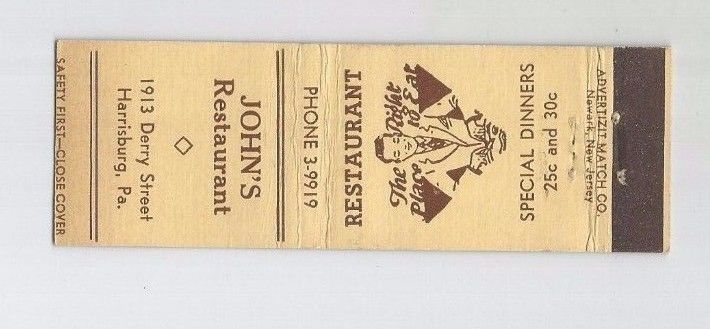 ADVERTIZIT MATCH CO.
Newark, New Jersey
SPECIAL DINNERS
25c and 30c
The Right
Place to Eat
RESTAURANT
PHONE 3-9919
JOHN'S
Restaurant
1913 Derry Street
Harrisburg, Pa.
SAFETY FIRST—CLOSE COVER